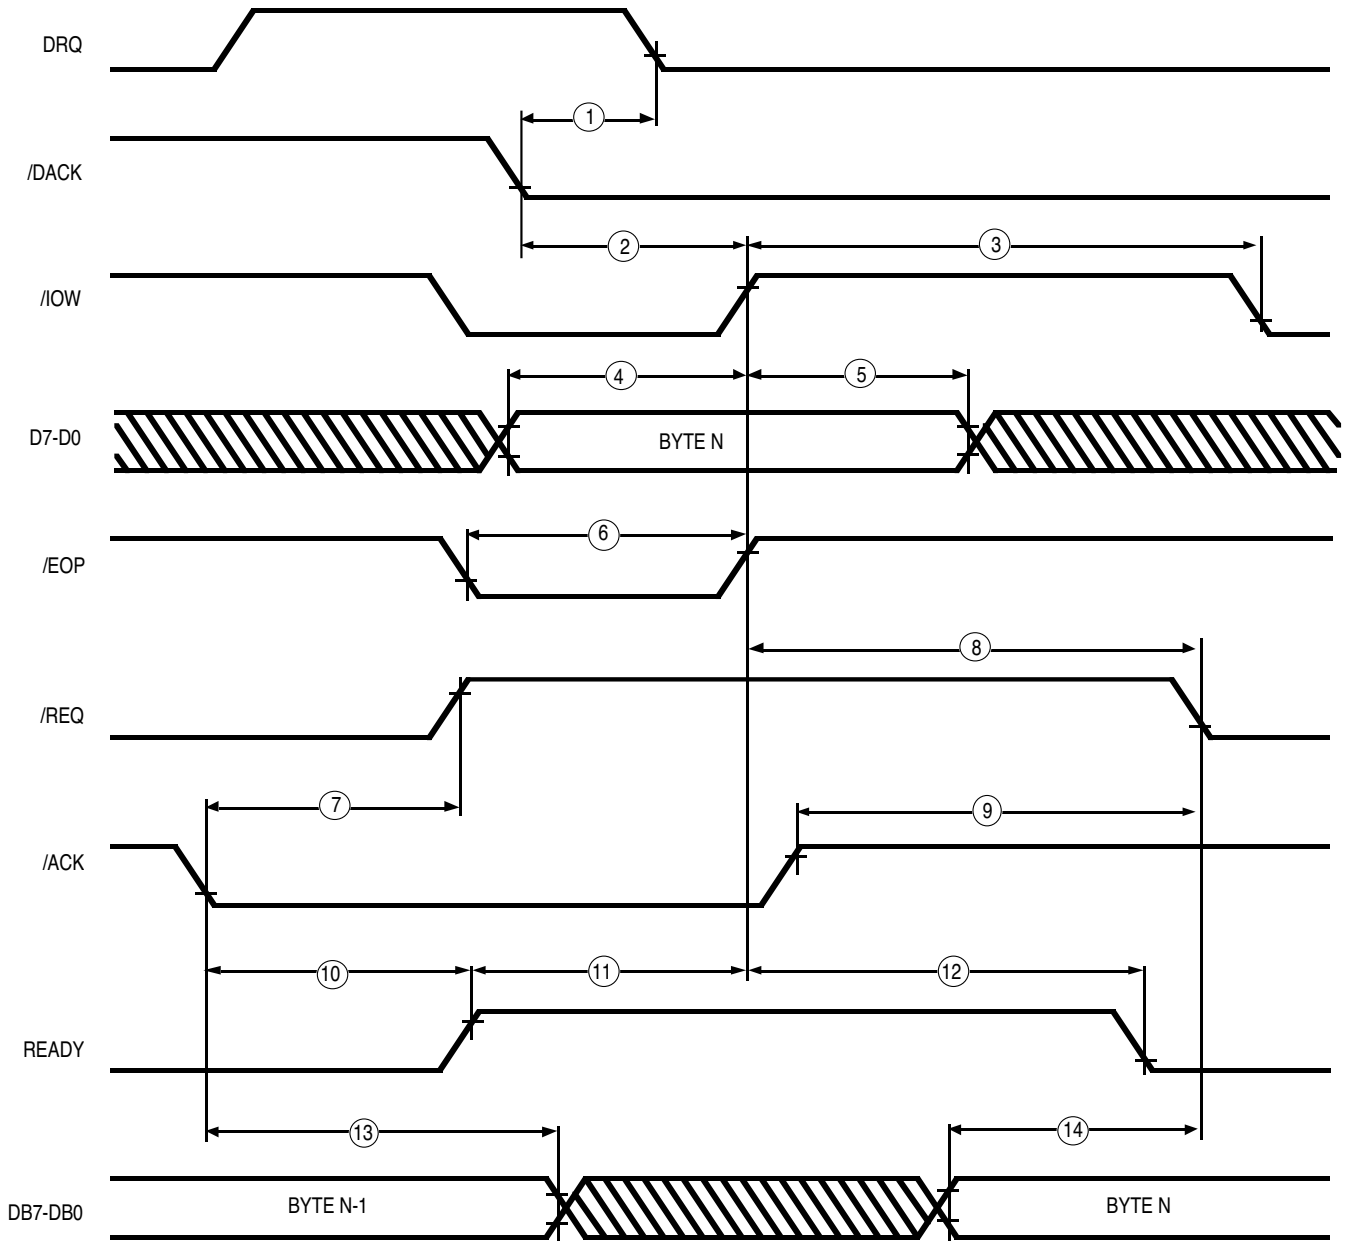 DRQ
1
/DACK
2
3
/IOW
4
5
D7-D0
BYTE N
6
/EOP
8
/REQ
7
9
/ACK
10
11
12
READY
13
14
DB7-DB0
BYTE N-1
BYTE N